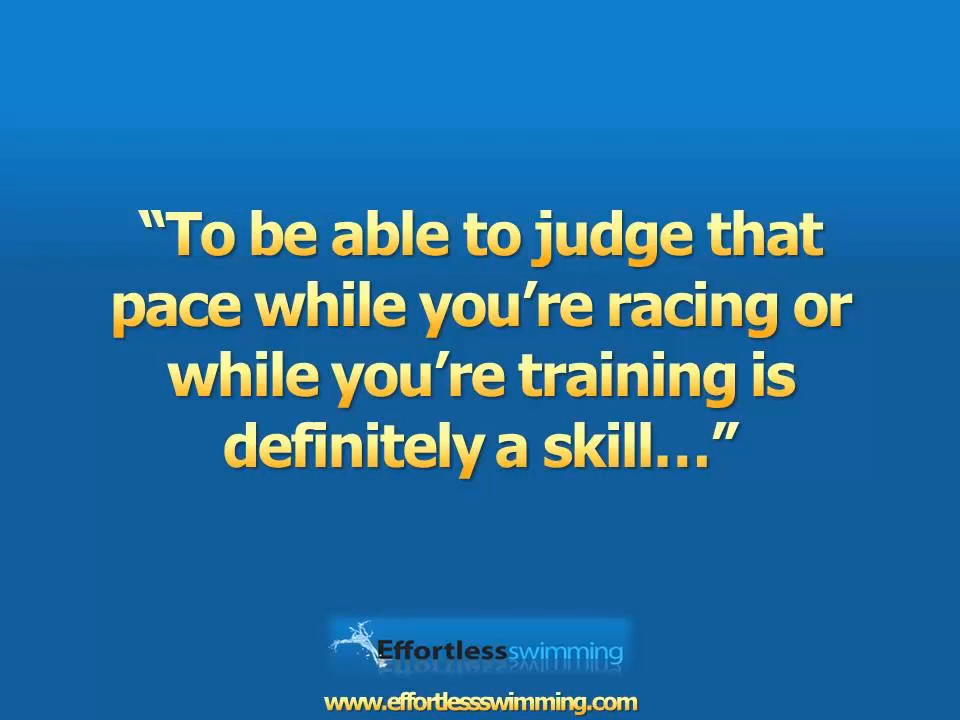 “To be able to judge that
pace while you’re racing or
while you’re training is
definitely a skill…”
Effortlessswimming
www.effortlessswimming.com